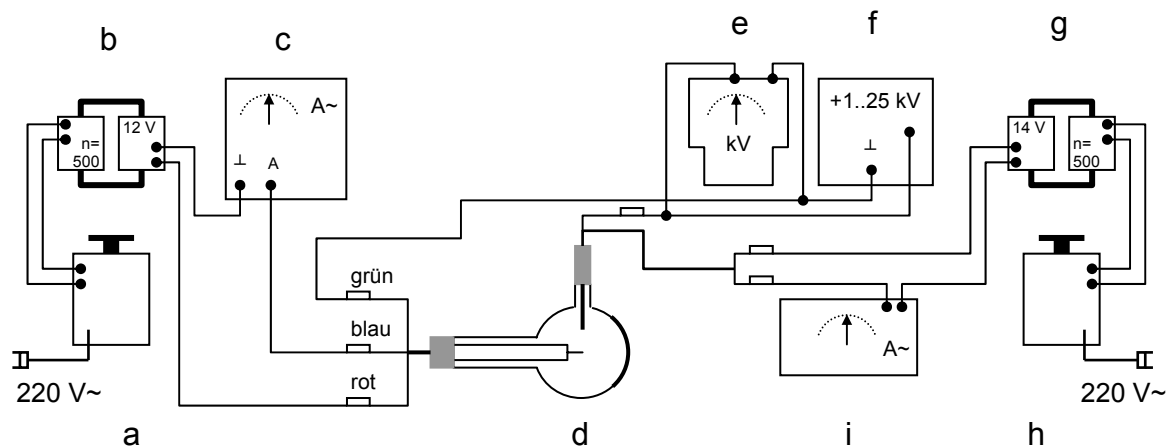 b
c
e
f
g
12 V
n=
500
A~
⊥
A
kV
+1..25 kV
⊥
14 V
n=
500
grün
blau
rot
A~
220 V~
220 V~
a
d
i
h